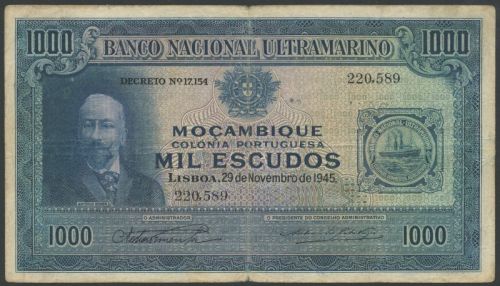 1000 BANCO NACIONAL ULTRAMARINO 1000
DECRETO Nº 17.154
220,589
MOÇAMBIQUE
COLÓNIA PORTUGUESA
MIL ESCUDOS
LISBOA, 29 de Novembro de 1945.
220,589
O ADMINISTRADOR
O PRESIDENTE DO CONSELHO ADMINISTRATIVO
1000 1000